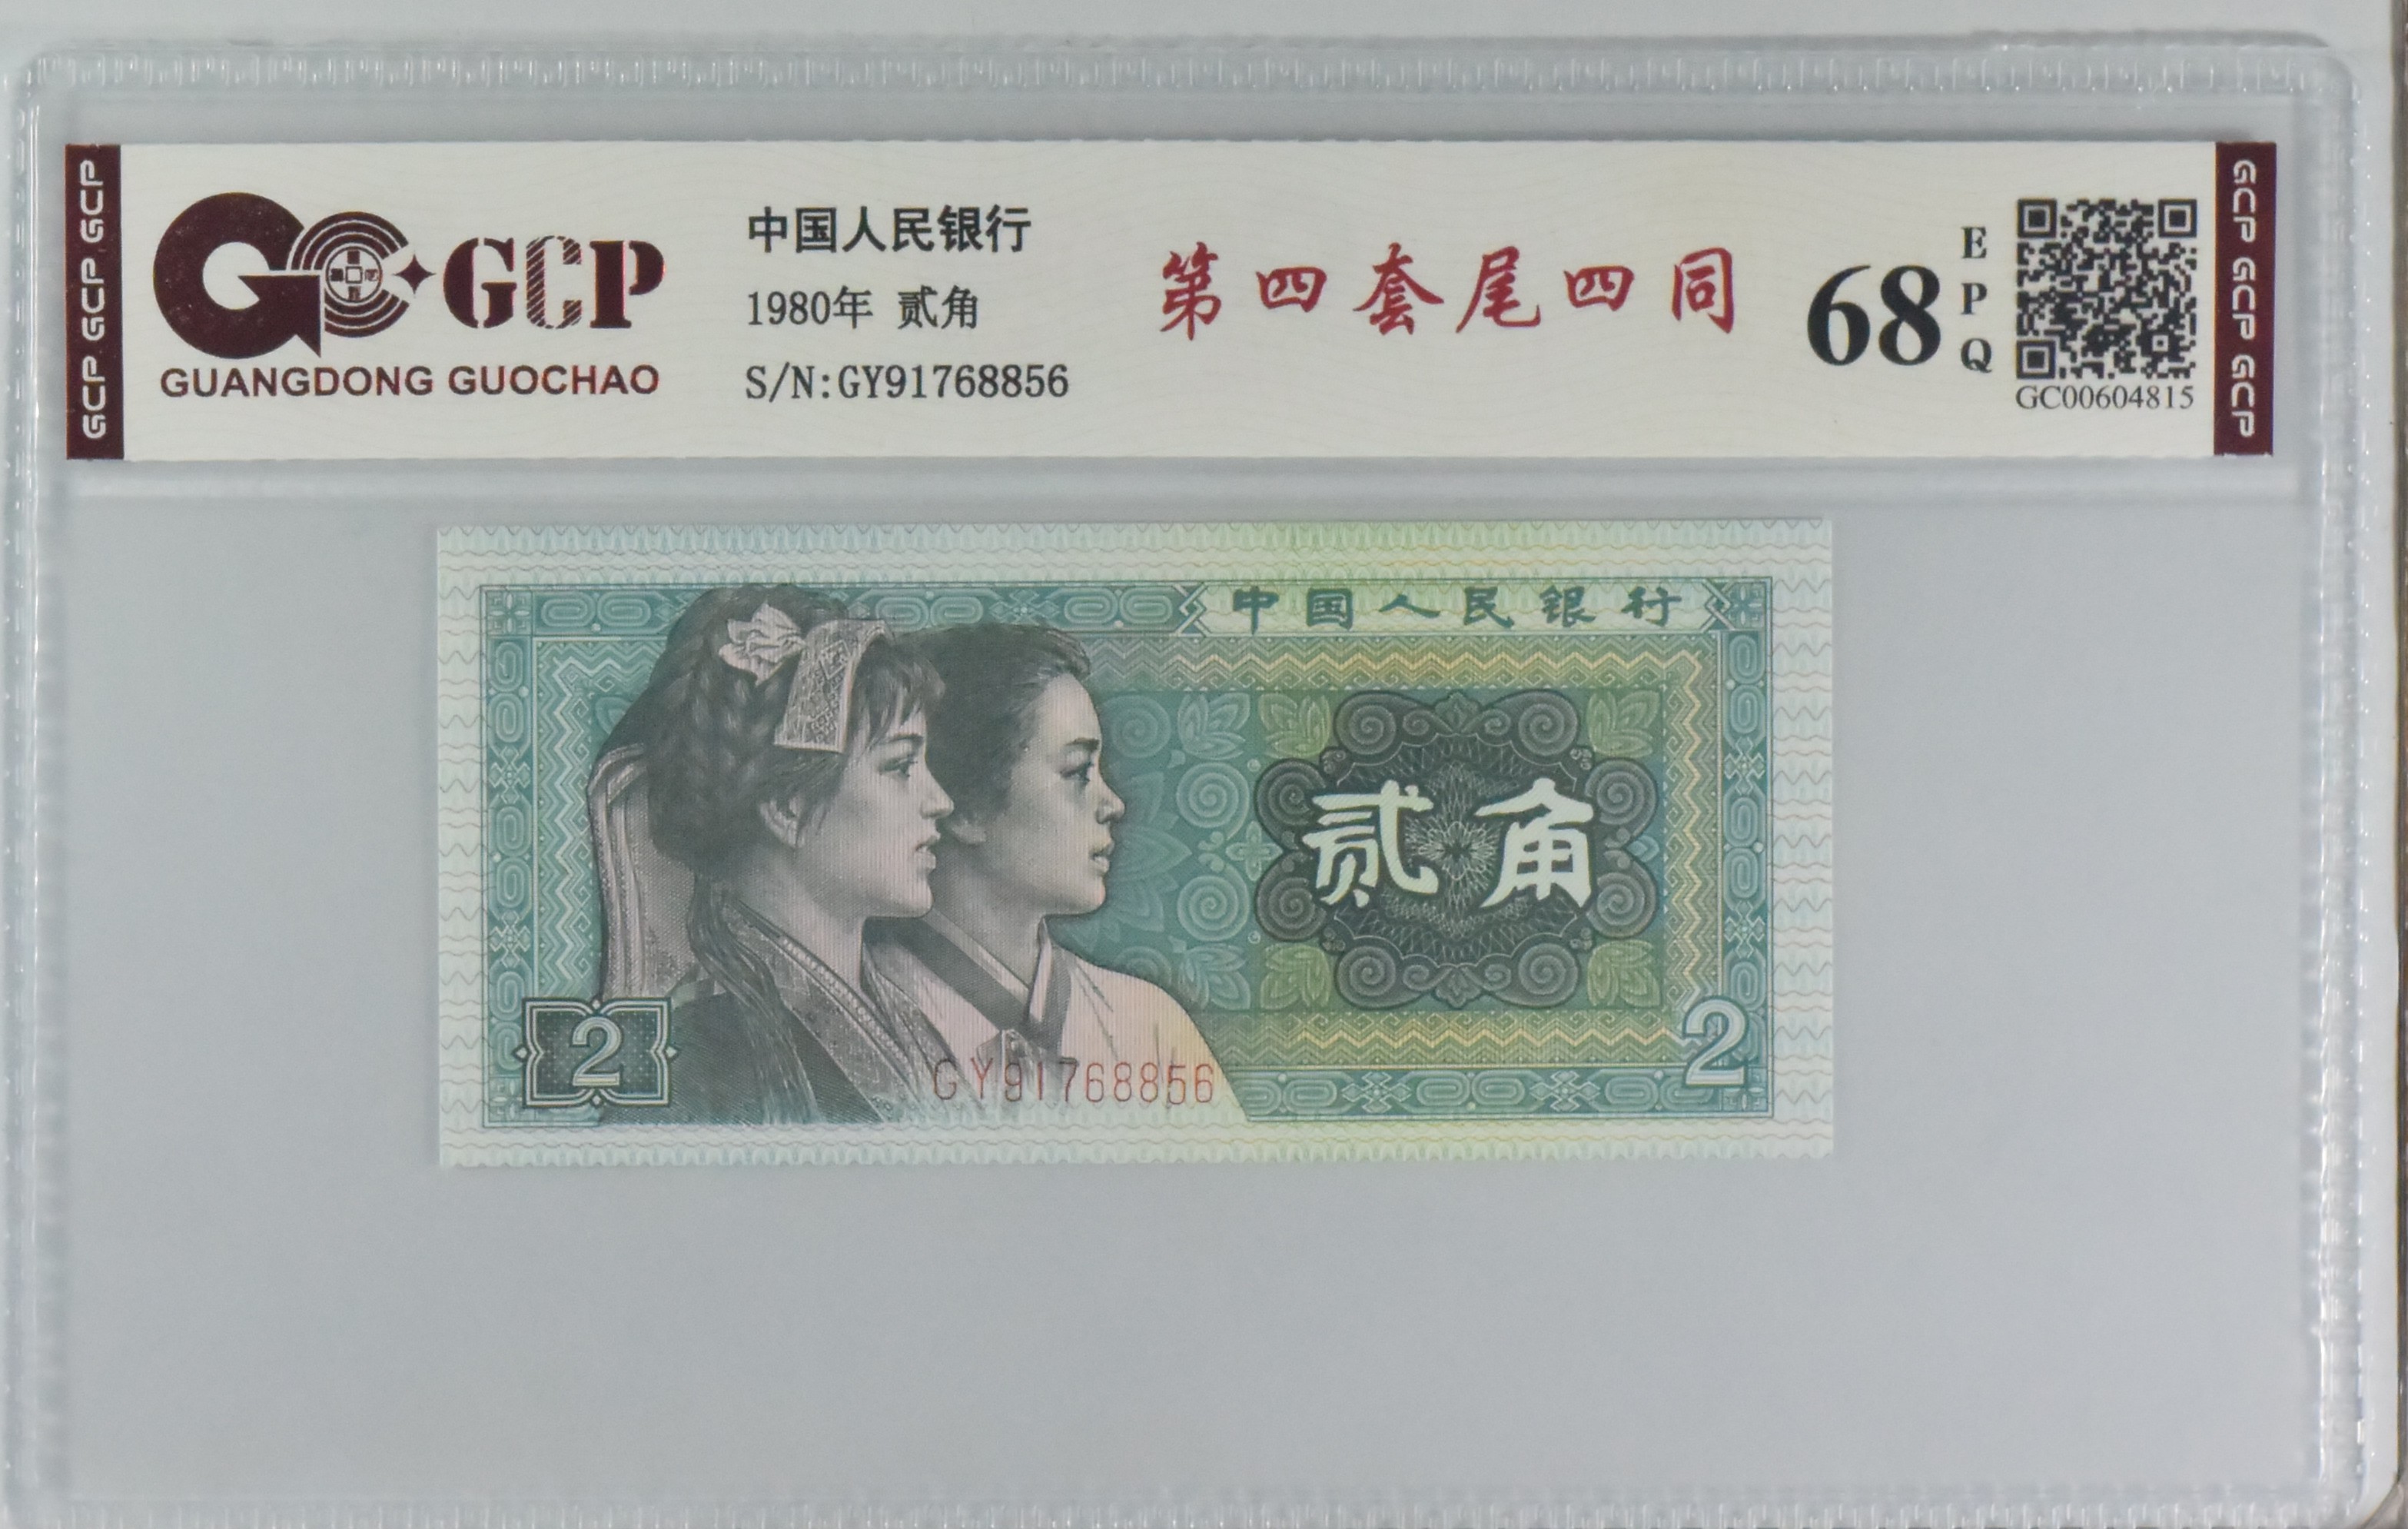 GCP GCP GCP
GCP
GUANGDONG GUOCHAO
中国人民银行
1980年 贰角
S/N:GY91768856
第四套尾四同
68
E
P
Q
GC00604815
GCP GCP GCP
中国人民银行
贰角
2
GY91768856
2